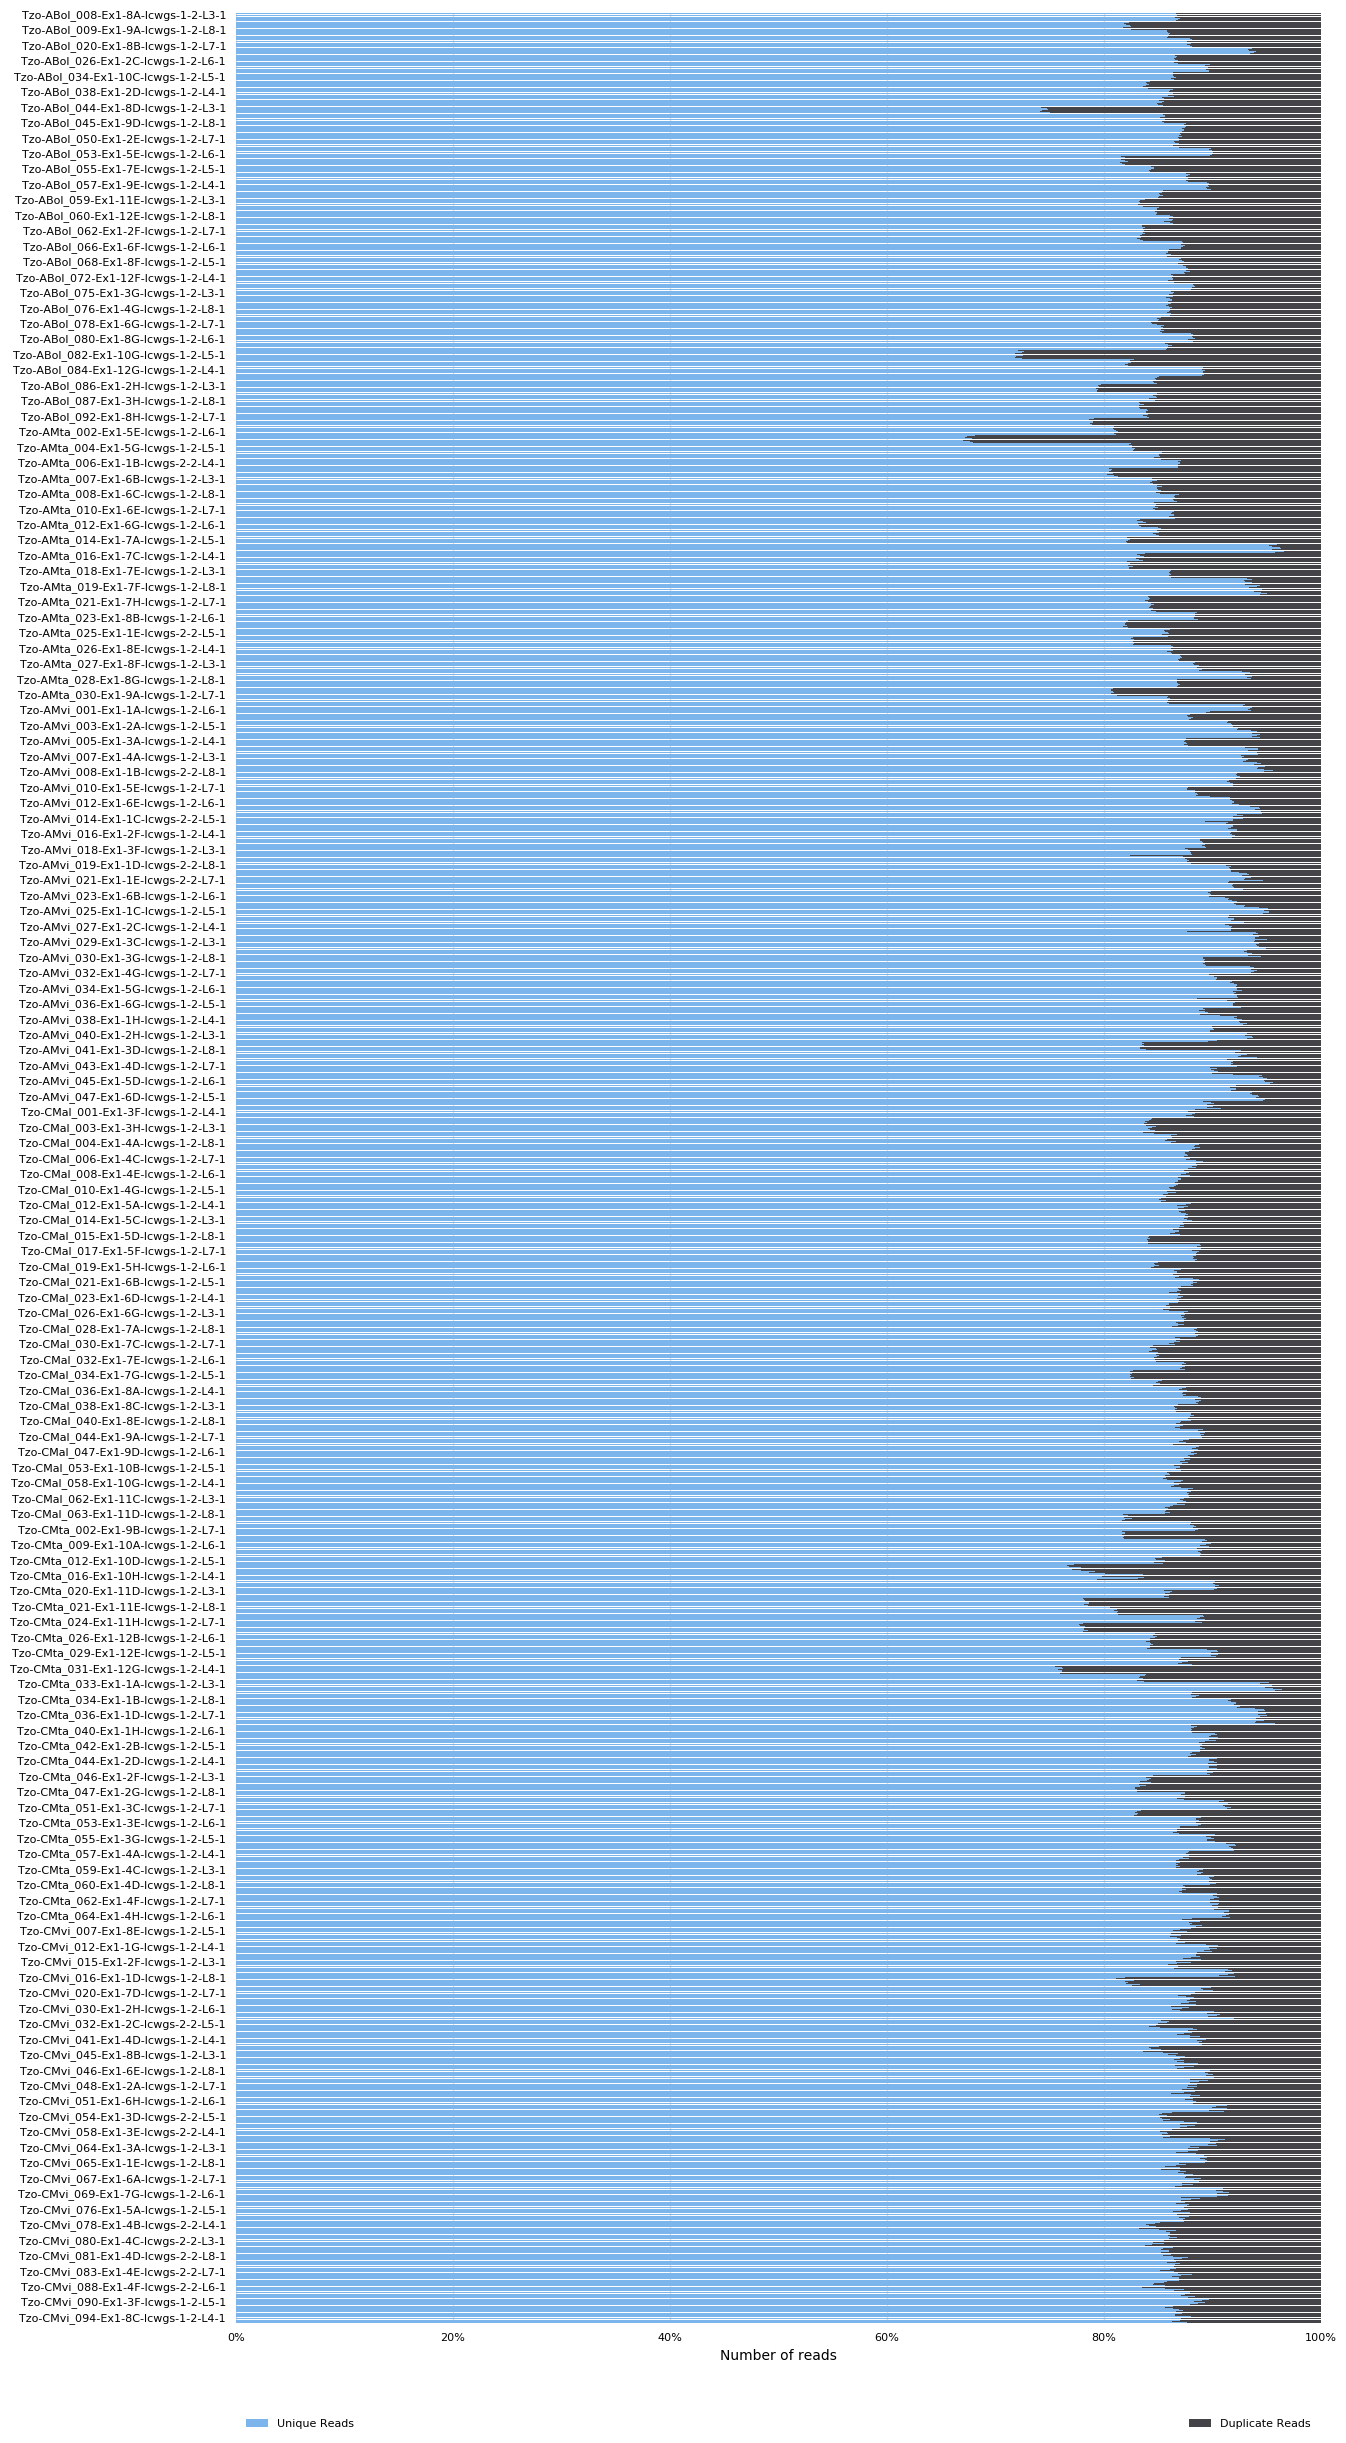 Tzo-ABol_008-Ex1-8A-lcwgs-1-2-L3-1
Tzo-ABol_009-Ex1-9A-lcwgs-1-2-L8-1
Tzo-ABol_020-Ex1-8B-lcwgs-1-2-L7-1
Tzo-ABol_026-Ex1-2C-lcwgs-1-2-L6-1
Tzo-ABol_034-Ex1-10C-lcwgs-1-2-L5-1
Tzo-ABol_038-Ex1-2D-lcwgs-1-2-L4-1
Tzo-ABol_044-Ex1-8D-lcwgs-1-2-L3-1
Tzo-ABol_045-Ex1-9D-lcwgs-1-2-L8-1
Tzo-ABol_050-Ex1-2E-lcwgs-1-2-L7-1
Tzo-ABol_053-Ex1-5E-lcwgs-1-2-L6-1
Tzo-ABol_055-Ex1-7E-lcwgs-1-2-L5-1
Tzo-ABol_057-Ex1-9E-lcwgs-1-2-L4-1
Tzo-ABol_059-Ex1-11E-lcwgs-1-2-L3-1
Tzo-ABol_060-Ex1-12E-lcwgs-1-2-L8-1
Tzo-ABol_062-Ex1-2F-lcwgs-1-2-L7-1
Tzo-ABol_066-Ex1-6F-lcwgs-1-2-L6-1
Tzo-ABol_068-Ex1-8F-lcwgs-1-2-L5-1
Tzo-ABol_072-Ex1-12F-lcwgs-1-2-L4-1
Tzo-ABol_075-Ex1-3G-lcwgs-1-2-L3-1
Tzo-ABol_076-Ex1-4G-lcwgs-1-2-L8-1
Tzo-ABol_078-Ex1-6G-lcwgs-1-2-L7-1
Tzo-ABol_080-Ex1-8G-lcwgs-1-2-L6-1
Tzo-ABol_082-Ex1-10G-lcwgs-1-2-L5-1
Tzo-ABol_084-Ex1-12G-lcwgs-1-2-L4-1
Tzo-ABol_086-Ex1-2H-lcwgs-1-2-L3-1
Tzo-ABol_087-Ex1-3H-lcwgs-1-2-L8-1
Tzo-ABol_092-Ex1-8H-lcwgs-1-2-L7-1
Tzo-AMta_002-Ex1-5E-lcwgs-1-2-L6-1
Tzo-AMta_004-Ex1-5G-lcwgs-1-2-L5-1
Tzo-AMta_006-Ex1-1B-lcwgs-2-2-L4-1
Tzo-AMta_007-Ex1-6B-lcwgs-1-2-L3-1
Tzo-AMta_008-Ex1-6C-lcwgs-1-2-L8-1
Tzo-AMta_010-Ex1-6E-lcwgs-1-2-L7-1
Tzo-AMta_012-Ex1-6G-lcwgs-1-2-L6-1
Tzo-AMta_014-Ex1-7A-lcwgs-1-2-L5-1
Tzo-AMta_016-Ex1-7C-lcwgs-1-2-L4-1
Tzo-AMta_018-Ex1-7E-lcwgs-1-2-L3-1
Tzo-AMta_019-Ex1-7F-lcwgs-1-2-L8-1
Tzo-AMta_021-Ex1-7H-lcwgs-1-2-L7-1
Tzo-AMta_023-Ex1-8B-lcwgs-1-2-L6-1
Tzo-AMta_025-Ex1-1E-lcwgs-2-2-L5-1
Tzo-AMta_026-Ex1-8E-lcwgs-1-2-L4-1
Tzo-AMta_027-Ex1-8F-lcwgs-1-2-L3-1
Tzo-AMta_028-Ex1-8G-lcwgs-1-2-L8-1
Tzo-AMta_030-Ex1-9A-lcwgs-1-2-L7-1
Tzo-AMvi_001-Ex1-1A-lcwgs-1-2-L6-1
Tzo-AMvi_003-Ex1-2A-lcwgs-1-2-L5-1
Tzo-AMvi_005-Ex1-3A-lcwgs-1-2-L4-1
Tzo-AMvi_007-Ex1-4A-lcwgs-1-2-L3-1
Tzo-AMvi_008-Ex1-1B-lcwgs-2-2-L8-1
Tzo-AMvi_010-Ex1-5E-lcwgs-1-2-L7-1
Tzo-AMvi_012-Ex1-6E-lcwgs-1-2-L6-1
Tzo-AMvi_014-Ex1-1C-lcwgs-2-2-L5-1
Tzo-AMvi_016-Ex1-2F-lcwgs-1-2-L4-1
Tzo-AMvi_018-Ex1-3F-lcwgs-1-2-L3-1
Tzo-AMvi_019-Ex1-1D-lcwgs-2-2-L8-1
Tzo-AMvi_021-Ex1-1E-lcwgs-2-2-L7-1
Tzo-AMvi_023-Ex1-6B-lcwgs-1-2-L6-1
Tzo-AMvi_025-Ex1-1C-lcwgs-1-2-L5-1
Tzo-AMvi_027-Ex1-2C-lcwgs-1-2-L4-1
Tzo-AMvi_029-Ex1-3C-lcwgs-1-2-L3-1
Tzo-AMvi_030-Ex1-3G-lcwgs-1-2-L8-1
Tzo-AMvi_032-Ex1-4G-lcwgs-1-2-L7-1
Tzo-AMvi_034-Ex1-5G-lcwgs-1-2-L6-1
Tzo-AMvi_036-Ex1-6G-lcwgs-1-2-L5-1
Tzo-AMvi_038-Ex1-1H-lcwgs-1-2-L4-1
Tzo-AMvi_040-Ex1-2H-lcwgs-1-2-L3-1
Tzo-AMvi_041-Ex1-3D-lcwgs-1-2-L8-1
Tzo-AMvi_043-Ex1-4D-lcwgs-1-2-L7-1
Tzo-AMvi_045-Ex1-5D-lcwgs-1-2-L6-1
Tzo-AMvi_047-Ex1-6D-lcwgs-1-2-L5-1
Tzo-CMal_001-Ex1-3F-lcwgs-1-2-L4-1
Tzo-CMal_003-Ex1-3H-lcwgs-1-2-L3-1
Tzo-CMal_004-Ex1-4A-lcwgs-1-2-L8-1
Tzo-CMal_006-Ex1-4C-lcwgs-1-2-L7-1
Tzo-CMal_008-Ex1-4E-lcwgs-1-2-L6-1
Tzo-CMal_010-Ex1-4G-lcwgs-1-2-L5-1
Tzo-CMal_012-Ex1-5A-lcwgs-1-2-L4-1
Tzo-CMal_014-Ex1-5C-lcwgs-1-2-L3-1
Tzo-CMal_015-Ex1-5D-lcwgs-1-2-L8-1
Tzo-CMal_017-Ex1-5F-lcwgs-1-2-L7-1
Tzo-CMal_019-Ex1-5H-lcwgs-1-2-L6-1
Tzo-CMal_021-Ex1-6B-lcwgs-1-2-L5-1
Tzo-CMal_023-Ex1-6D-lcwgs-1-2-L4-1
Tzo-CMal_026-Ex1-6G-lcwgs-1-2-L3-1
Tzo-CMal_028-Ex1-7A-lcwgs-1-2-L8-1
Tzo-CMal_030-Ex1-7C-lcwgs-1-2-L7-1
Tzo-CMal_032-Ex1-7E-lcwgs-1-2-L6-1
Tzo-CMal_034-Ex1-7G-lcwgs-1-2-L5-1
Tzo-CMal_036-Ex1-8A-lcwgs-1-2-L4-1
Tzo-CMal_038-Ex1-8C-lcwgs-1-2-L3-1
Tzo-CMal_040-Ex1-8E-lcwgs-1-2-L8-1
Tzo-CMal_044-Ex1-9A-lcwgs-1-2-L7-1
Tzo-CMal_047-Ex1-9D-lcwgs-1-2-L6-1
Tzo-CMal_053-Ex1-10B-lcwgs-1-2-L5-1
Tzo-CMal_058-Ex1-10G-lcwgs-1-2-L4-1
Tzo-CMal_062-Ex1-11C-lcwgs-1-2-L3-1
Tzo-CMal_063-Ex1-11D-lcwgs-1-2-L8-1
Tzo-CMta_002-Ex1-9B-lcwgs-1-2-L7-1
Tzo-CMta_009-Ex1-10A-lcwgs-1-2-L6-1
Tzo-CMta_012-Ex1-10D-lcwgs-1-2-L5-1
Tzo-CMta_016-Ex1-10H-lcwgs-1-2-L4-1
Tzo-CMta_020-Ex1-11D-lcwgs-1-2-L3-1
Tzo-CMta_021-Ex1-11E-lcwgs-1-2-L8-1
Tzo-CMta_024-Ex1-11H-lcwgs-1-2-L7-1
Tzo-CMta_026-Ex1-12B-lcwgs-1-2-L6-1
Tzo-CMta_029-Ex1-12E-lcwgs-1-2-L5-1
Tzo-CMta_031-Ex1-12G-lcwgs-1-2-L4-1
Tzo-CMta_033-Ex1-1A-lcwgs-1-2-L3-1
Tzo-CMta_034-Ex1-1B-lcwgs-1-2-L8-1
Tzo-CMta_036-Ex1-1D-lcwgs-1-2-L7-1
Tzo-CMta_040-Ex1-1H-lcwgs-1-2-L6-1
Tzo-CMta_042-Ex1-2B-lcwgs-1-2-L5-1
Tzo-CMta_044-Ex1-2D-lcwgs-1-2-L4-1
Tzo-CMta_046-Ex1-2F-lcwgs-1-2-L3-1
Tzo-CMta_047-Ex1-2G-lcwgs-1-2-L8-1
Tzo-CMta_051-Ex1-3C-lcwgs-1-2-L7-1
Tzo-CMta_053-Ex1-3E-lcwgs-1-2-L6-1
Tzo-CMta_055-Ex1-3G-lcwgs-1-2-L5-1
Tzo-CMta_057-Ex1-4A-lcwgs-1-2-L4-1
Tzo-CMta_059-Ex1-4C-lcwgs-1-2-L3-1
Tzo-CMta_060-Ex1-4D-lcwgs-1-2-L8-1
Tzo-CMta_062-Ex1-4F-lcwgs-1-2-L7-1
Tzo-CMta_064-Ex1-4H-lcwgs-1-2-L6-1
Tzo-CMvi_007-Ex1-8E-lcwgs-1-2-L5-1
Tzo-CMvi_012-Ex1-1G-lcwgs-1-2-L4-1
Tzo-CMvi_015-Ex1-2F-lcwgs-1-2-L3-1
Tzo-CMvi_016-Ex1-1D-lcwgs-1-2-L8-1
Tzo-CMvi_020-Ex1-7D-lcwgs-1-2-L7-1
Tzo-CMvi_030-Ex1-2H-lcwgs-1-2-L6-1
Tzo-CMvi_032-Ex1-2C-lcwgs-2-2-L5-1
Tzo-CMvi_041-Ex1-4D-lcwgs-1-2-L4-1
Tzo-CMvi_045-Ex1-8B-lcwgs-1-2-L3-1
Tzo-CMvi_046-Ex1-6E-lcwgs-1-2-L8-1
Tzo-CMvi_048-Ex1-2A-lcwgs-1-2-L7-1
Tzo-CMvi_051-Ex1-6H-lcwgs-1-2-L6-1
Tzo-CMvi_054-Ex1-3D-lcwgs-2-2-L5-1
Tzo-CMvi_058-Ex1-3E-lcwgs-2-2-L4-1
Tzo-CMvi_064-Ex1-3A-lcwgs-1-2-L3-1
Tzo-CMvi_065-Ex1-1E-lcwgs-1-2-L8-1
Tzo-CMvi_067-Ex1-6A-lcwgs-1-2-L7-1
Tzo-CMvi_069-Ex1-7G-lcwgs-1-2-L6-1
Tzo-CMvi_076-Ex1-5A-lcwgs-1-2-L5-1
Tzo-CMvi_078-Ex1-4B-lcwgs-2-2-L4-1
Tzo-CMvi_080-Ex1-4C-lcwgs-2-2-L3-1
Tzo-CMvi_081-Ex1-4D-lcwgs-2-2-L8-1
Tzo-CMvi_083-Ex1-4E-lcwgs-2-2-L7-1
Tzo-CMvi_088-Ex1-4F-lcwgs-2-2-L6-1
Tzo-CMvi_090-Ex1-3F-lcwgs-1-2-L5-1
Tzo-CMvi_094-Ex1-8C-lcwgs-1-2-L4-1
0% 20% 40% 60% 80% 100%
Number of reads
Unique Reads Duplicate Reads